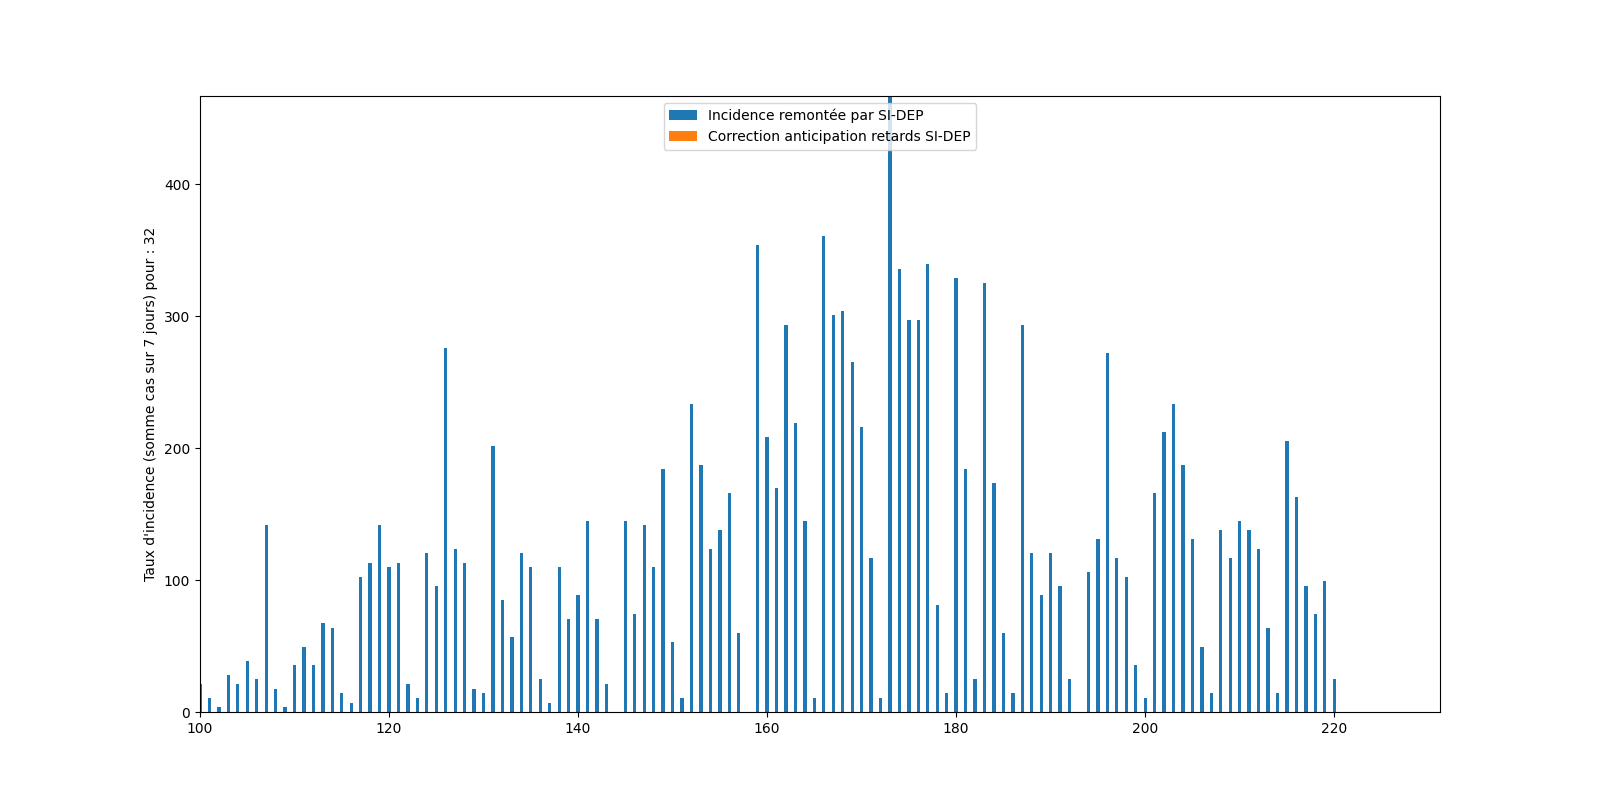 Incidence remontée par SI-DEP
Correction anticipation retards SI-DEP
Taux d'incidence (somme cas sur 7 jours) pour : 32
400
300
200
100
0
100 120 140 160 180 200 220